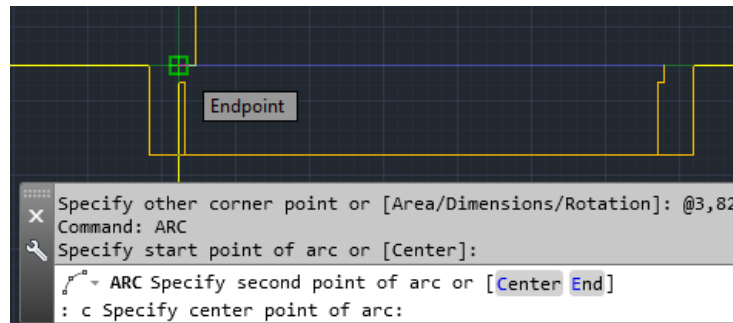 Endpoint
Specify other corner point or [Area/Dimensions/Rotation]: @3,82
Command: ARC
Specify start point of arc or [Center]:
ARC Specify second point of arc or [Center End]
: c Specify center point of arc: